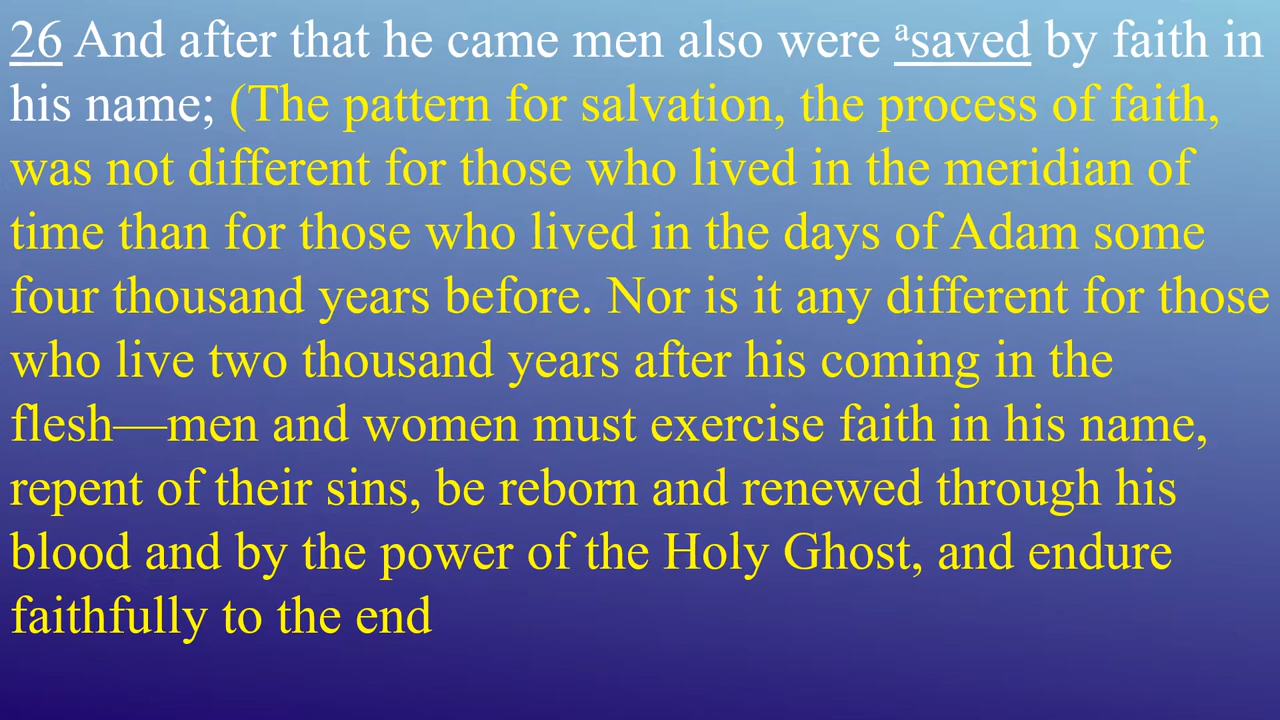 26 And after that he came men also were ᵃsaved by faith in
his name; (The pattern for salvation, the process of faith,
was not different for those who lived in the meridian of
time than for those who lived in the days of Adam some
four thousand years before. Nor is it any different for those
who live two thousand years after his coming in the
flesh—men and women must exercise faith in his name,
repent of their sins, be reborn and renewed through his
blood and by the power of the Holy Ghost, and endure
faithfully to the end